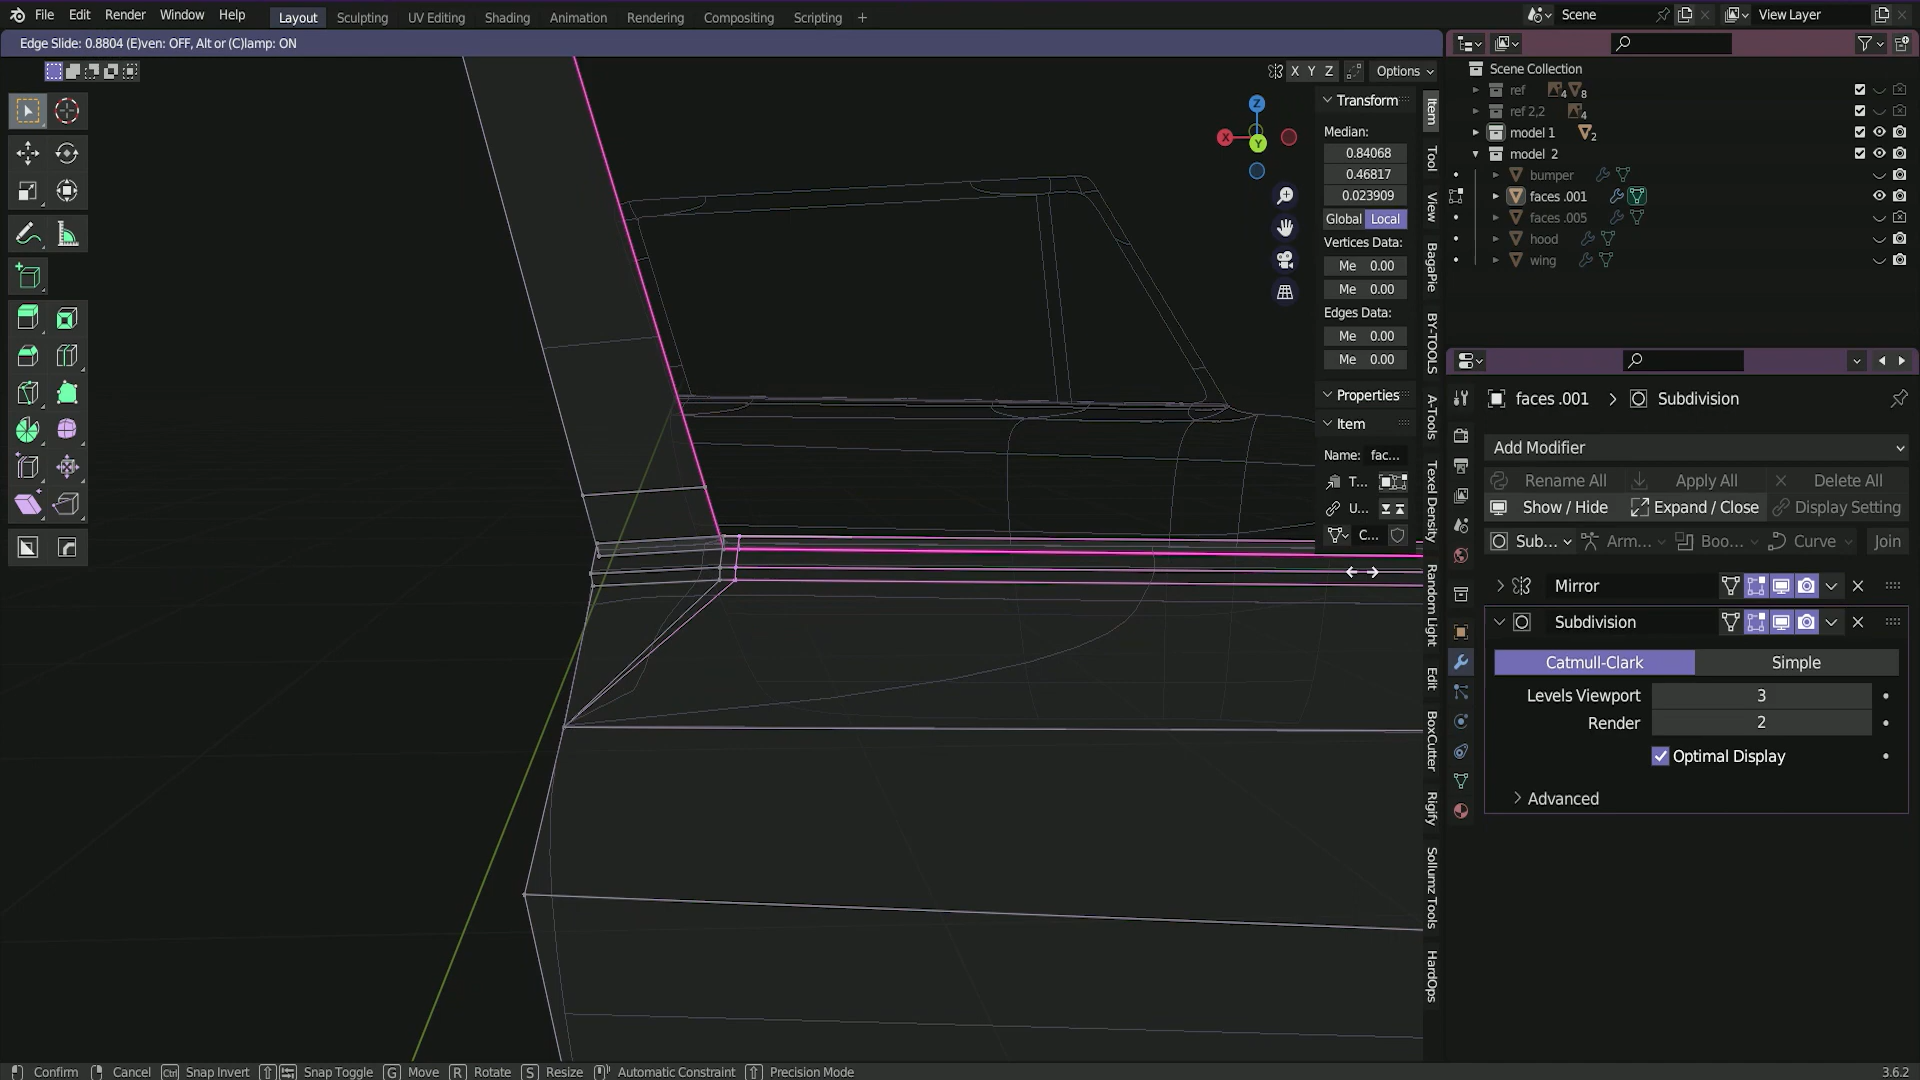 File Edit Render Window Help Layout Sculpting UV Editing Shading Animation Rendering Compositing Scripting +
Scene
View Layer
Edge Slide: 0.8804 (E)ven: OFF, Alt or (C)lamp: ON
X Y Z
Options
Z
X
Y
Transform
Median:
0.84068
0.46817
0.023909
Global Local
Vertices Data:
Me 0.00
Me 0.00
Edges Data:
Me 0.00
Me 0.00
Properties
Item
Name: fac...
T...
U...
C...
Item
Tool
View
BagaPie
BY-TOOLS
A-Tools
Texel Density
Random Light
Edit
BoxCutter
Rigify
Sollumz Tools
HardOps
Scene Collection
ref 4 8
ref 2,2 4
model 1 2
model 2
bumper
faces .001
faces .005
hood
wing
faces .001 > Subdivision
Add Modifier
Rename All Apply All Delete All
Show / Hide Expand / Close Display Setting
Sub... Arm... Boo... Curve Join
Mirror
Subdivision
Catmull-Clark Simple
Levels Viewport 3
Render 2
Optimal Display
Advanced
Confirm Cancel Ctrl Snap Invert Snap Toggle G Move R Rotate S Resize Automatic Constraint Precision Mode
3.6.2